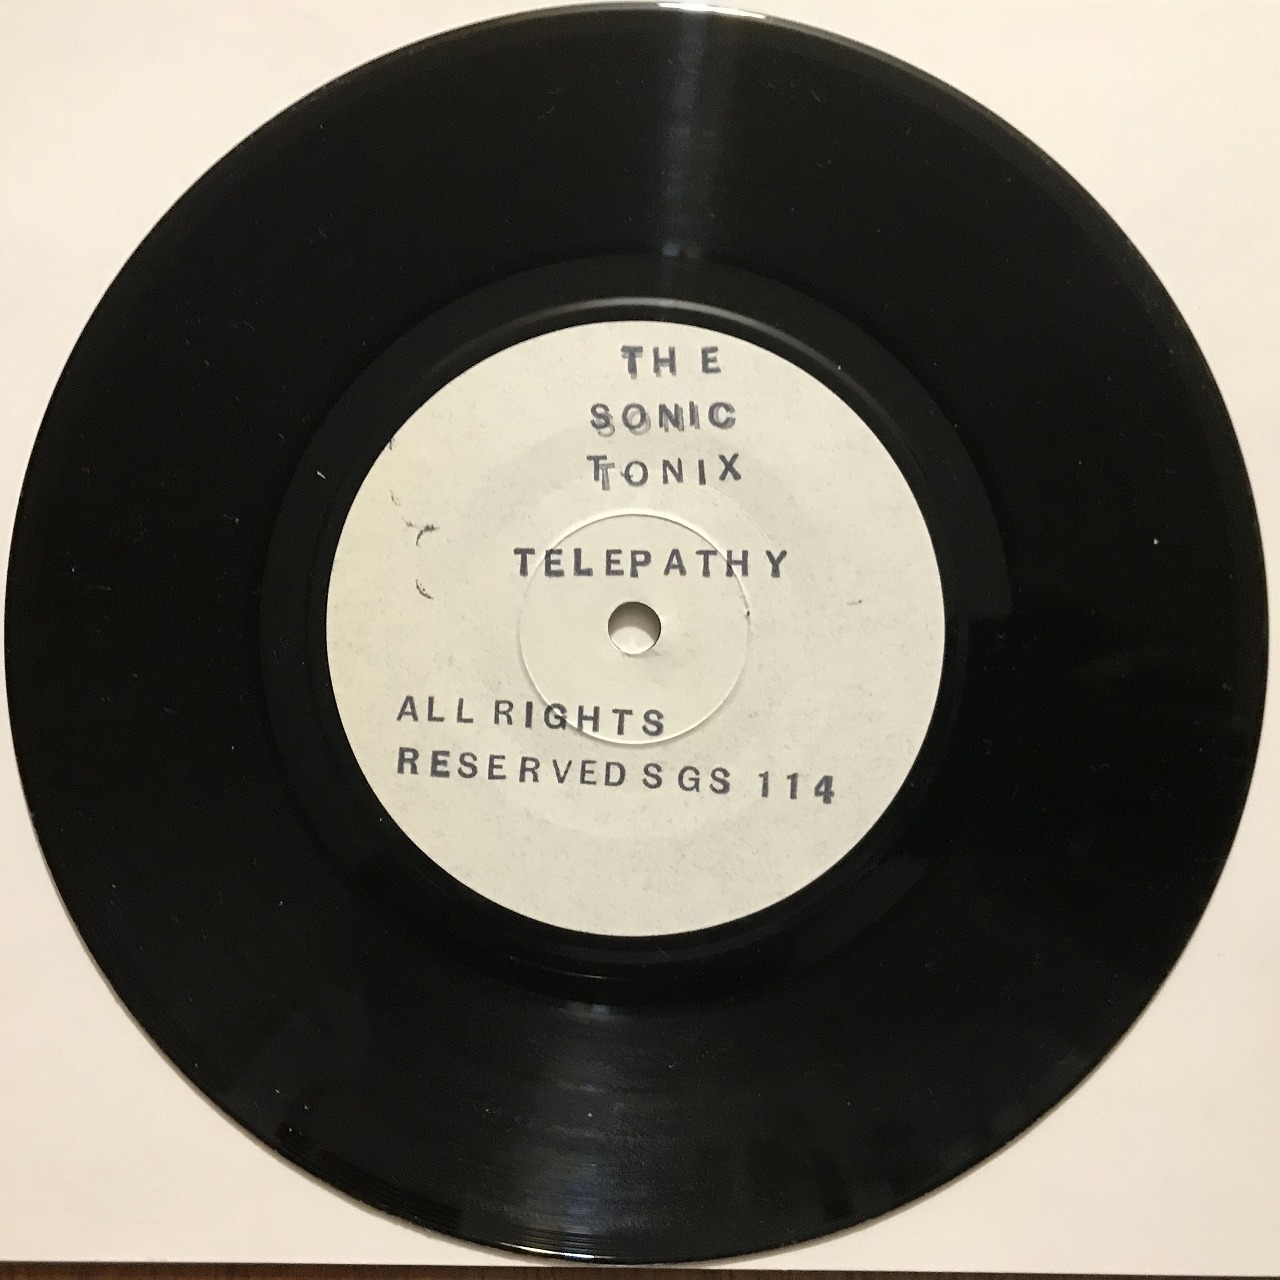 THE
SONIC
TONIX
TELEPATHY
ALL RIGHTS
RESERVED SGS 114